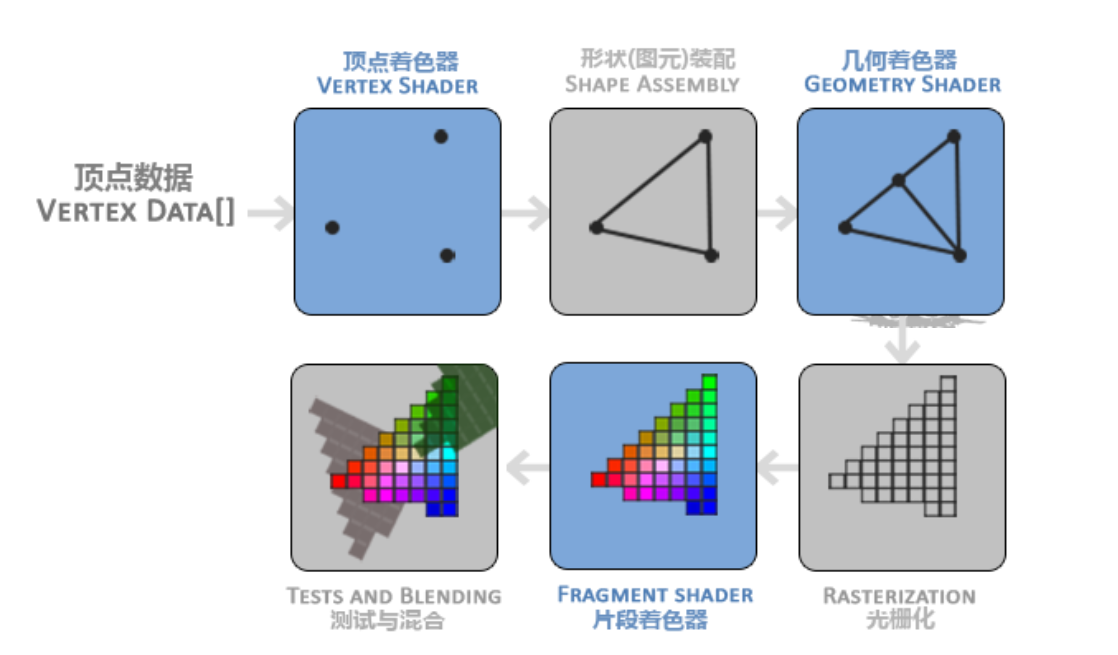 顶点着色器
VERTEX SHADER
形状(图元)装配
SHAPE ASSEMBLY
几何着色器
GEOMETRY SHADER
顶点数据
VERTEX DATA[]
TESTS AND BLENDING
测试与混合
FRAGMENT SHADER
片段着色器
RASTERIZATION
光栅化